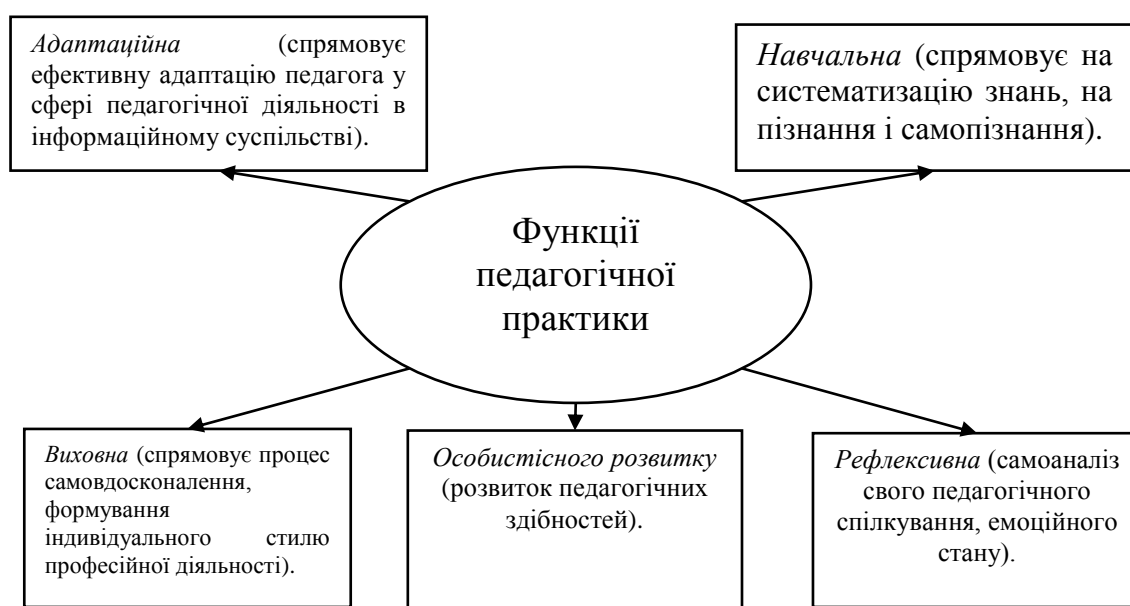 Адаптаційна (спрямовує
ефективну адаптацію педагога у
сфері педагогічної діяльності в
інформаційному суспільстві).
Навчальна (спрямовує на
систематизацію знань, на
пізнання і самопізнання).
Функції
педагогічної
практики
Виховна (спрямовує процес
самовдосконалення,
формування
індивідуального стилю
професійної діяльності).
Особистісного розвитку
(розвиток педагогічних
здібностей).
Рефлексивна (самоаналіз
свого педагогічного
спілкування, емоційного
стану).